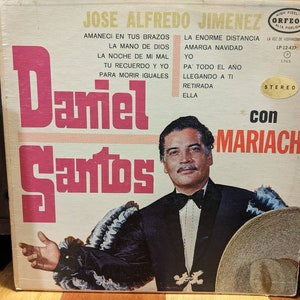 JOSE ALFREDO JIMENEZ
AMANECI EN TUS BRAZOS
LA MANO DE DIOS
LA NOCHE DE MI MAL
TU RECUERDO Y YO
PARA MORIR IGUALES
LA ENORME DISTANCIA
AMARGA NAVIDAD
YO
PA' TODO EL AÑO
LLEGANDO A TI
RETIRADA
ELLA
ORFEO
STEREO
Daniel
Santos
con
MARIACH